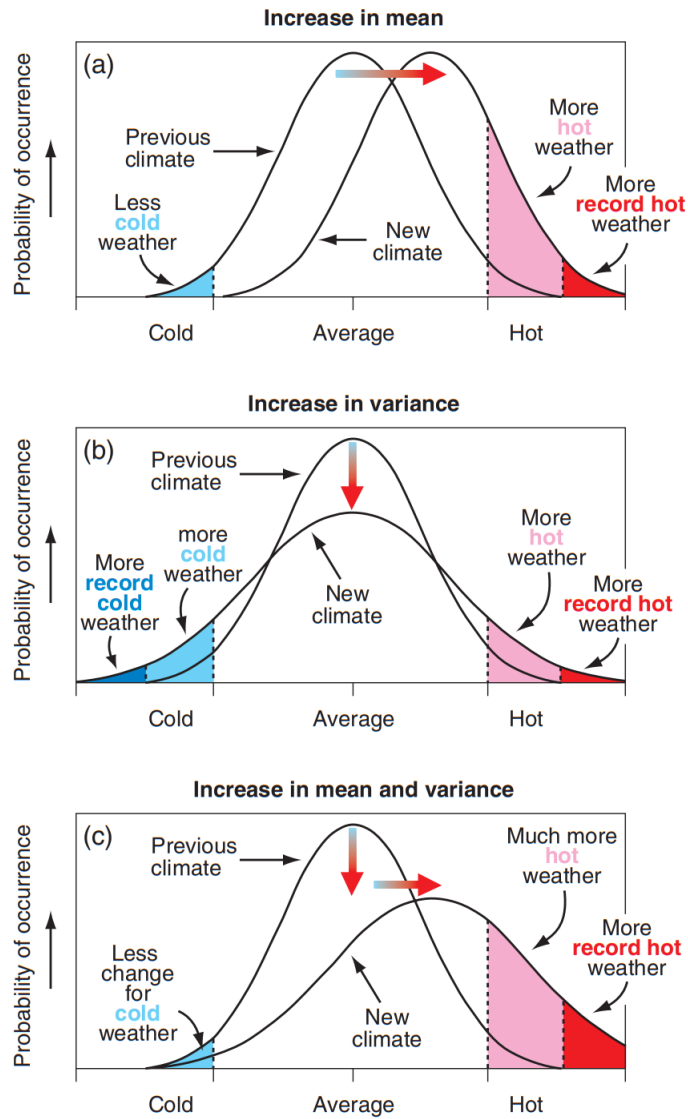 Increase in mean
(a)
Probability of occurrence
Previous
climate
Less
cold
weather
New
climate
More
hot
weather
More
record hot
weather
Cold
Average
Hot
Increase in variance
(b)
Probability of occurrence
Previous
climate
More
record
cold
weather
more
cold
weather
New
climate
More
hot
weather
More
record hot
weather
Cold
Average
Hot
Increase in mean and variance
(c)
Probability of occurrence
Previous
climate
Less
change
for
cold
weather
New
climate
Much more
hot
weather
More
record hot
weather
Cold
Average
Hot